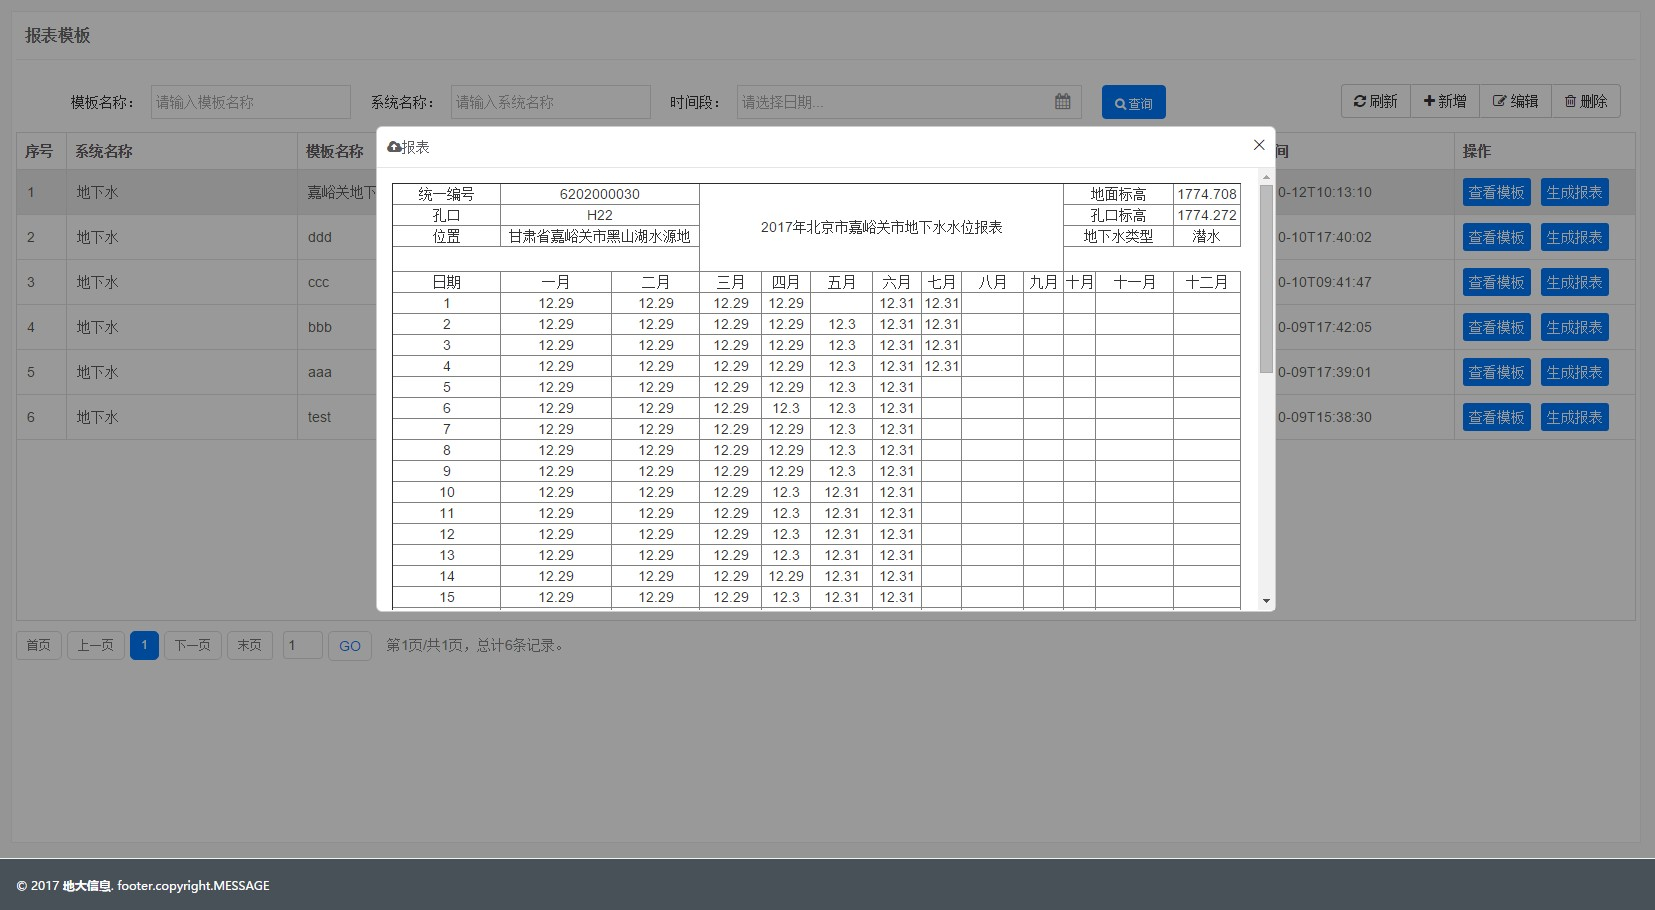 报表模板
模板名称： 请输入模板名称 系统名称： 请输入系统名称 时间段： 请选择日期... 查询 刷新 新增 编辑 删除
序号 系统名称 模板名称 间 操作
1 地下水 嘉峪关地下 0-12T10:13:10 查看模板 生成报表
2 地下水 ddd 0-10T17:40:02 查看模板 生成报表
3 地下水 ccc 0-10T09:41:47 查看模板 生成报表
4 地下水 bbb 0-09T17:42:05 查看模板 生成报表
5 地下水 aaa 0-09T17:39:01 查看模板 生成报表
6 地下水 test 0-09T15:38:30 查看模板 生成报表
报表
统一编号 6202000030 2017年北京市嘉峪关市地下水水位报表 地面标高 1774.708
孔口 H22 孔口标高 1774.272
位置 甘肃省嘉峪关市黑山湖水源地 地下水类型 潜水
日期 一月 二月 三月 四月 五月 六月 七月 八月 九月 十月 十一月 十二月
1 12.29 12.29 12.29 12.29 12.31 12.31
2 12.29 12.29 12.29 12.29 12.3 12.31 12.31
3 12.29 12.29 12.29 12.29 12.3 12.31 12.31
4 12.29 12.29 12.29 12.29 12.3 12.31 12.31
5 12.29 12.29 12.29 12.29 12.3 12.31
6 12.29 12.29 12.29 12.3 12.3 12.31
7 12.29 12.29 12.29 12.29 12.3 12.31
8 12.29 12.29 12.29 12.29 12.3 12.31
9 12.29 12.29 12.29 12.29 12.3 12.31
10 12.29 12.29 12.29 12.3 12.31 12.31
11 12.29 12.29 12.29 12.3 12.31 12.31
12 12.29 12.29 12.29 12.3 12.31 12.31
13 12.29 12.29 12.29 12.3 12.31 12.31
14 12.29 12.29 12.29 12.29 12.31 12.31
15 12.29 12.29 12.29 12.3 12.31 12.31
首页 上一页 1 下一页 末页 1 GO 第1页/共1页，总计6条记录。
© 2017 地大信息. footer.copyright.MESSAGE